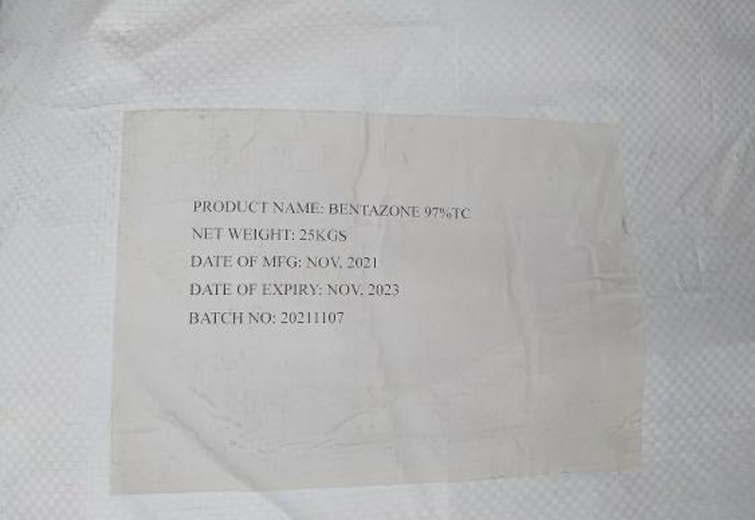 PRODUCT NAME: BENTAZONE 97%TC
NET WEIGHT: 25KGS
DATE OF MFG: NOV, 2021
DATE OF EXPIRY: NOV, 2023
BATCH NO: 20211107